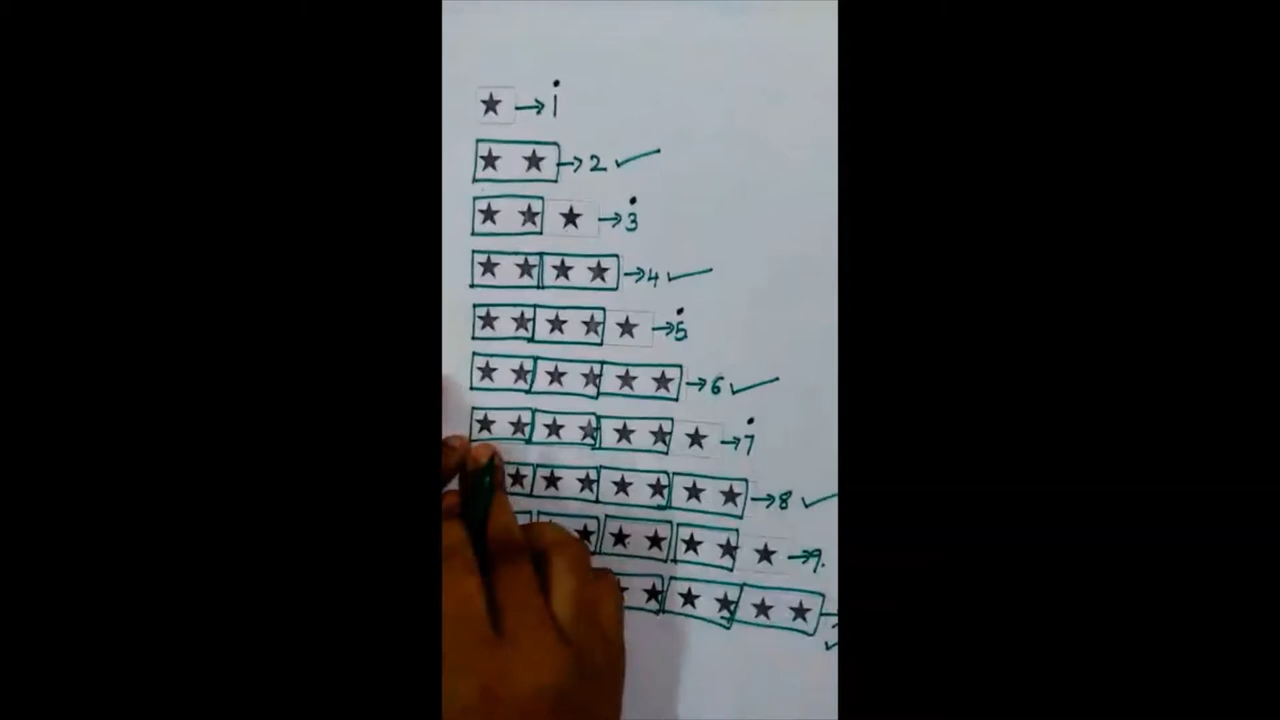 ★ → 1
★ ★ → 2 ✓
★ ★ ★ → 3
★ ★ ★ ★ → 4 ✓
★ ★ ★ ★ ★ → 5
★ ★ ★ ★ ★ ★ → 6 ✓
★ ★ ★ ★ ★ ★ ★ → 7
★ ★ ★ ★ ★ ★ ★ → 8 ✓
★ ★ ★ ★ ★ ★ → 9